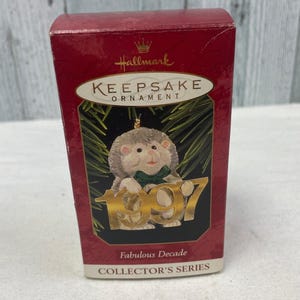 Hallmark
KEEPSAKE
ORNAMENT
1997
Fabulous Decade
COLLECTOR'S SERIES